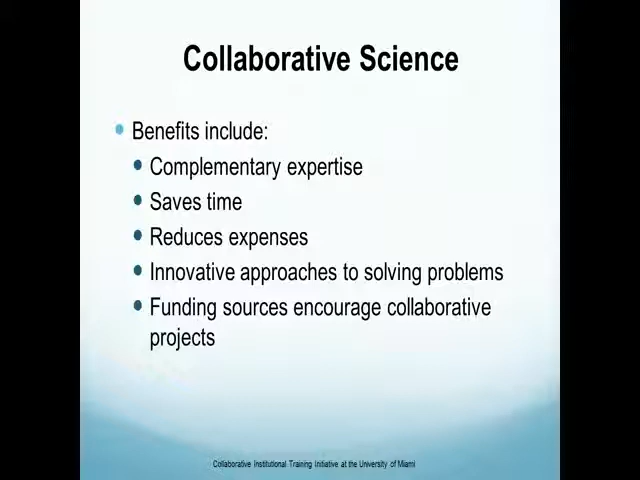 Collaborative Science
Benefits include:
Complementary expertise
Saves time
Reduces expenses
Innovative approaches to solving problems
Funding sources encourage collaborative
projects
Collaborative Institutional Training Initiative at the University of Miami